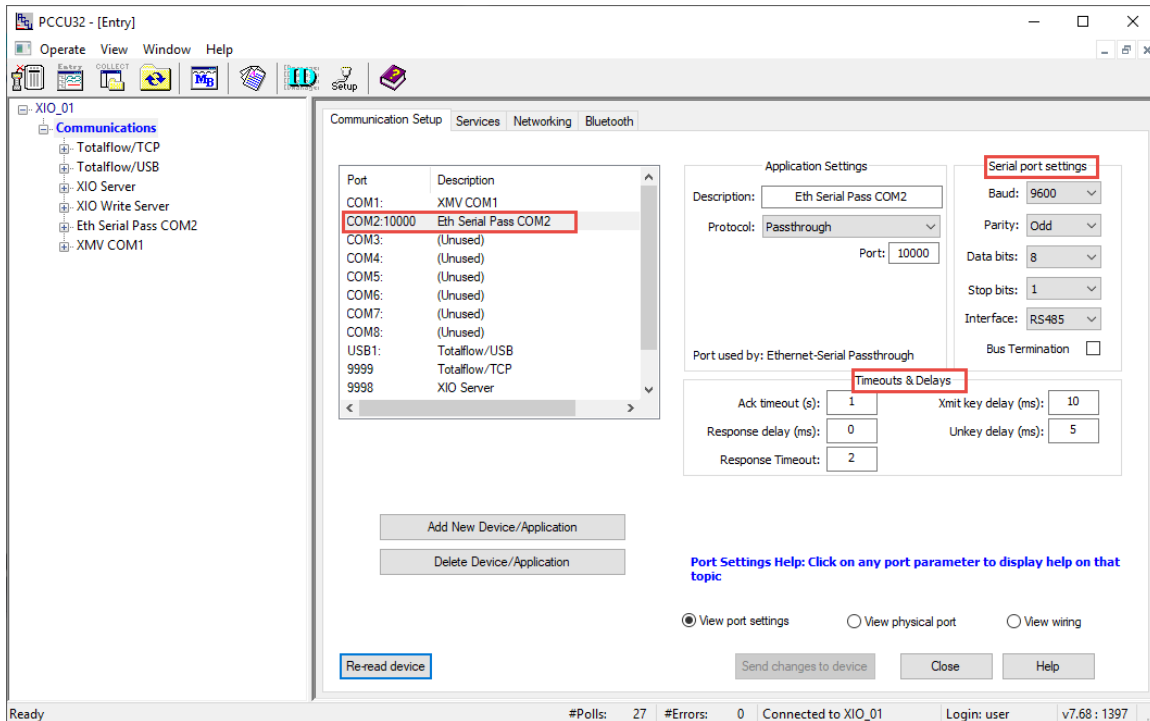 PCCU32 - [Entry]
Operate View Window Help
Entry COLLECT MB ID Manager Setup
XIO_01
Communications
Totalflow/TCP
Totalflow/USB
XIO Server
XIO Write Server
Eth Serial Pass COM2
XMV COM1
Communication Setup Services Networking Bluetooth
Port Description
COM1: XMV COM1
COM2:10000 Eth Serial Pass COM2
COM3: (Unused)
COM4: (Unused)
COM5: (Unused)
COM6: (Unused)
COM7: (Unused)
COM8: (Unused)
USB1: Totalflow/USB
9999 Totalflow/TCP
9998 XIO Server
Add New Device/Application
Delete Device/Application
Re-read device
Application Settings
Description: Eth Serial Pass COM2
Protocol: Passthrough
Port: 10000
Port used by: Ethernet-Serial Passthrough
Serial port settings
Baud: 9600
Parity: Odd
Data bits: 8
Stop bits: 1
Interface: RS485
Bus Termination
Timeouts & Delays
Ack timeout (s): 1 Xmit key delay (ms): 10
Response delay (ms): 0 Unkey delay (ms): 5
Response Timeout: 2
Port Settings Help: Click on any port parameter to display help on that
topic
View port settings View physical port View wiring
Send changes to device Close Help
Ready #Polls: 27 #Errors: 0 Connected to XIO_01 Login: user v7.68 : 1397